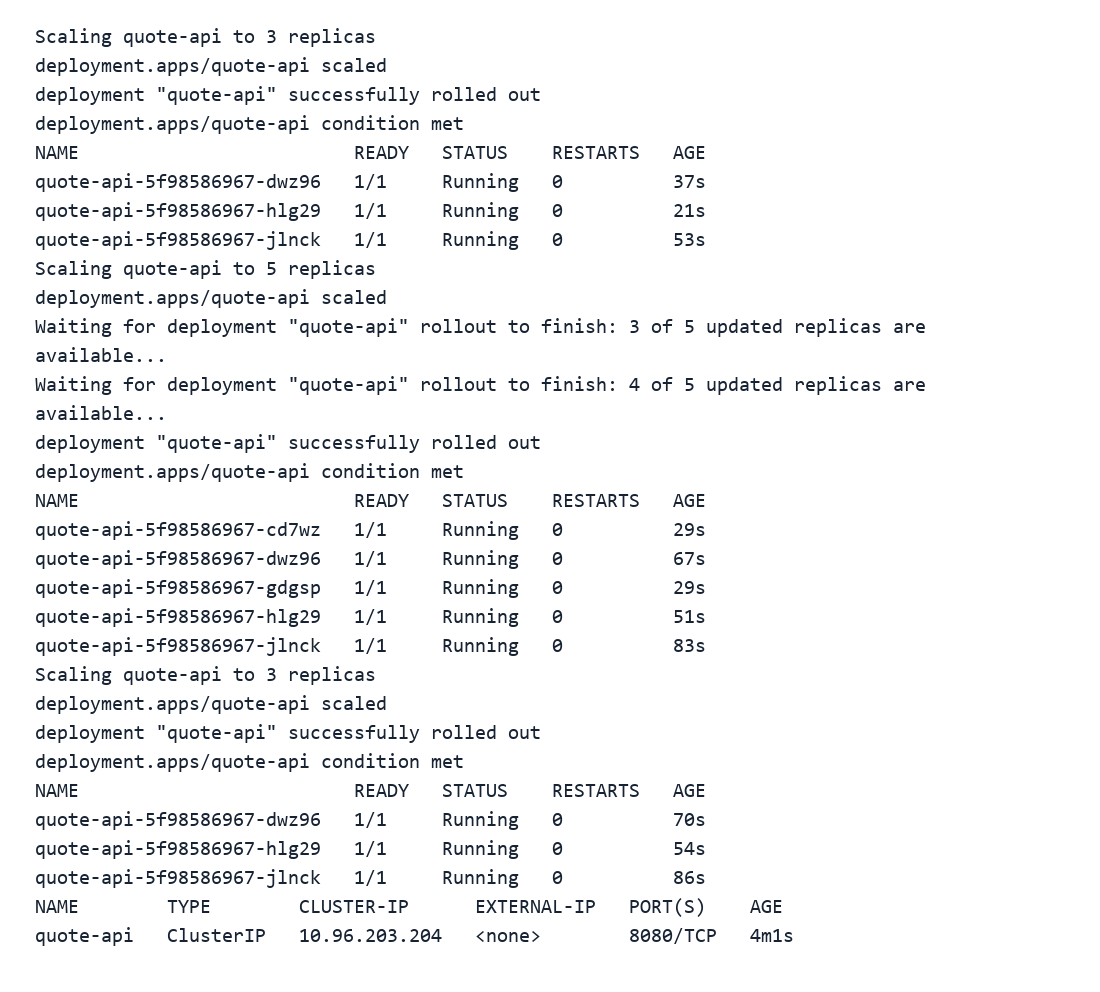 Scaling quote-api to 3 replicas
deployment.apps/quote-api scaled
deployment "quote-api" successfully rolled out
deployment.apps/quote-api condition met
NAME                         READY   STATUS    RESTARTS   AGE
quote-api-5f98586967-dwz96   1/1     Running   0          37s
quote-api-5f98586967-hlg29   1/1     Running   0          21s
quote-api-5f98586967-jlnck   1/1     Running   0          53s
Scaling quote-api to 5 replicas
deployment.apps/quote-api scaled
Waiting for deployment "quote-api" rollout to finish: 3 of 5 updated replicas are
available...
Waiting for deployment "quote-api" rollout to finish: 4 of 5 updated replicas are
available...
deployment "quote-api" successfully rolled out
deployment.apps/quote-api condition met
NAME                         READY   STATUS    RESTARTS   AGE
quote-api-5f98586967-cd7wz   1/1     Running   0          29s
quote-api-5f98586967-dwz96   1/1     Running   0          67s
quote-api-5f98586967-gdgsp   1/1     Running   0          29s
quote-api-5f98586967-hlg29   1/1     Running   0          51s
quote-api-5f98586967-jlnck   1/1     Running   0          83s
Scaling quote-api to 3 replicas
deployment.apps/quote-api scaled
deployment "quote-api" successfully rolled out
deployment.apps/quote-api condition met
NAME                         READY   STATUS    RESTARTS   AGE
quote-api-5f98586967-dwz96   1/1     Running   0          70s
quote-api-5f98586967-hlg29   1/1     Running   0          54s
quote-api-5f98586967-jlnck   1/1     Running   0          86s
NAME        TYPE        CLUSTER-IP      EXTERNAL-IP   PORT(S)    AGE
quote-api   ClusterIP   10.96.203.204   <none>        8080/TCP   4m1s